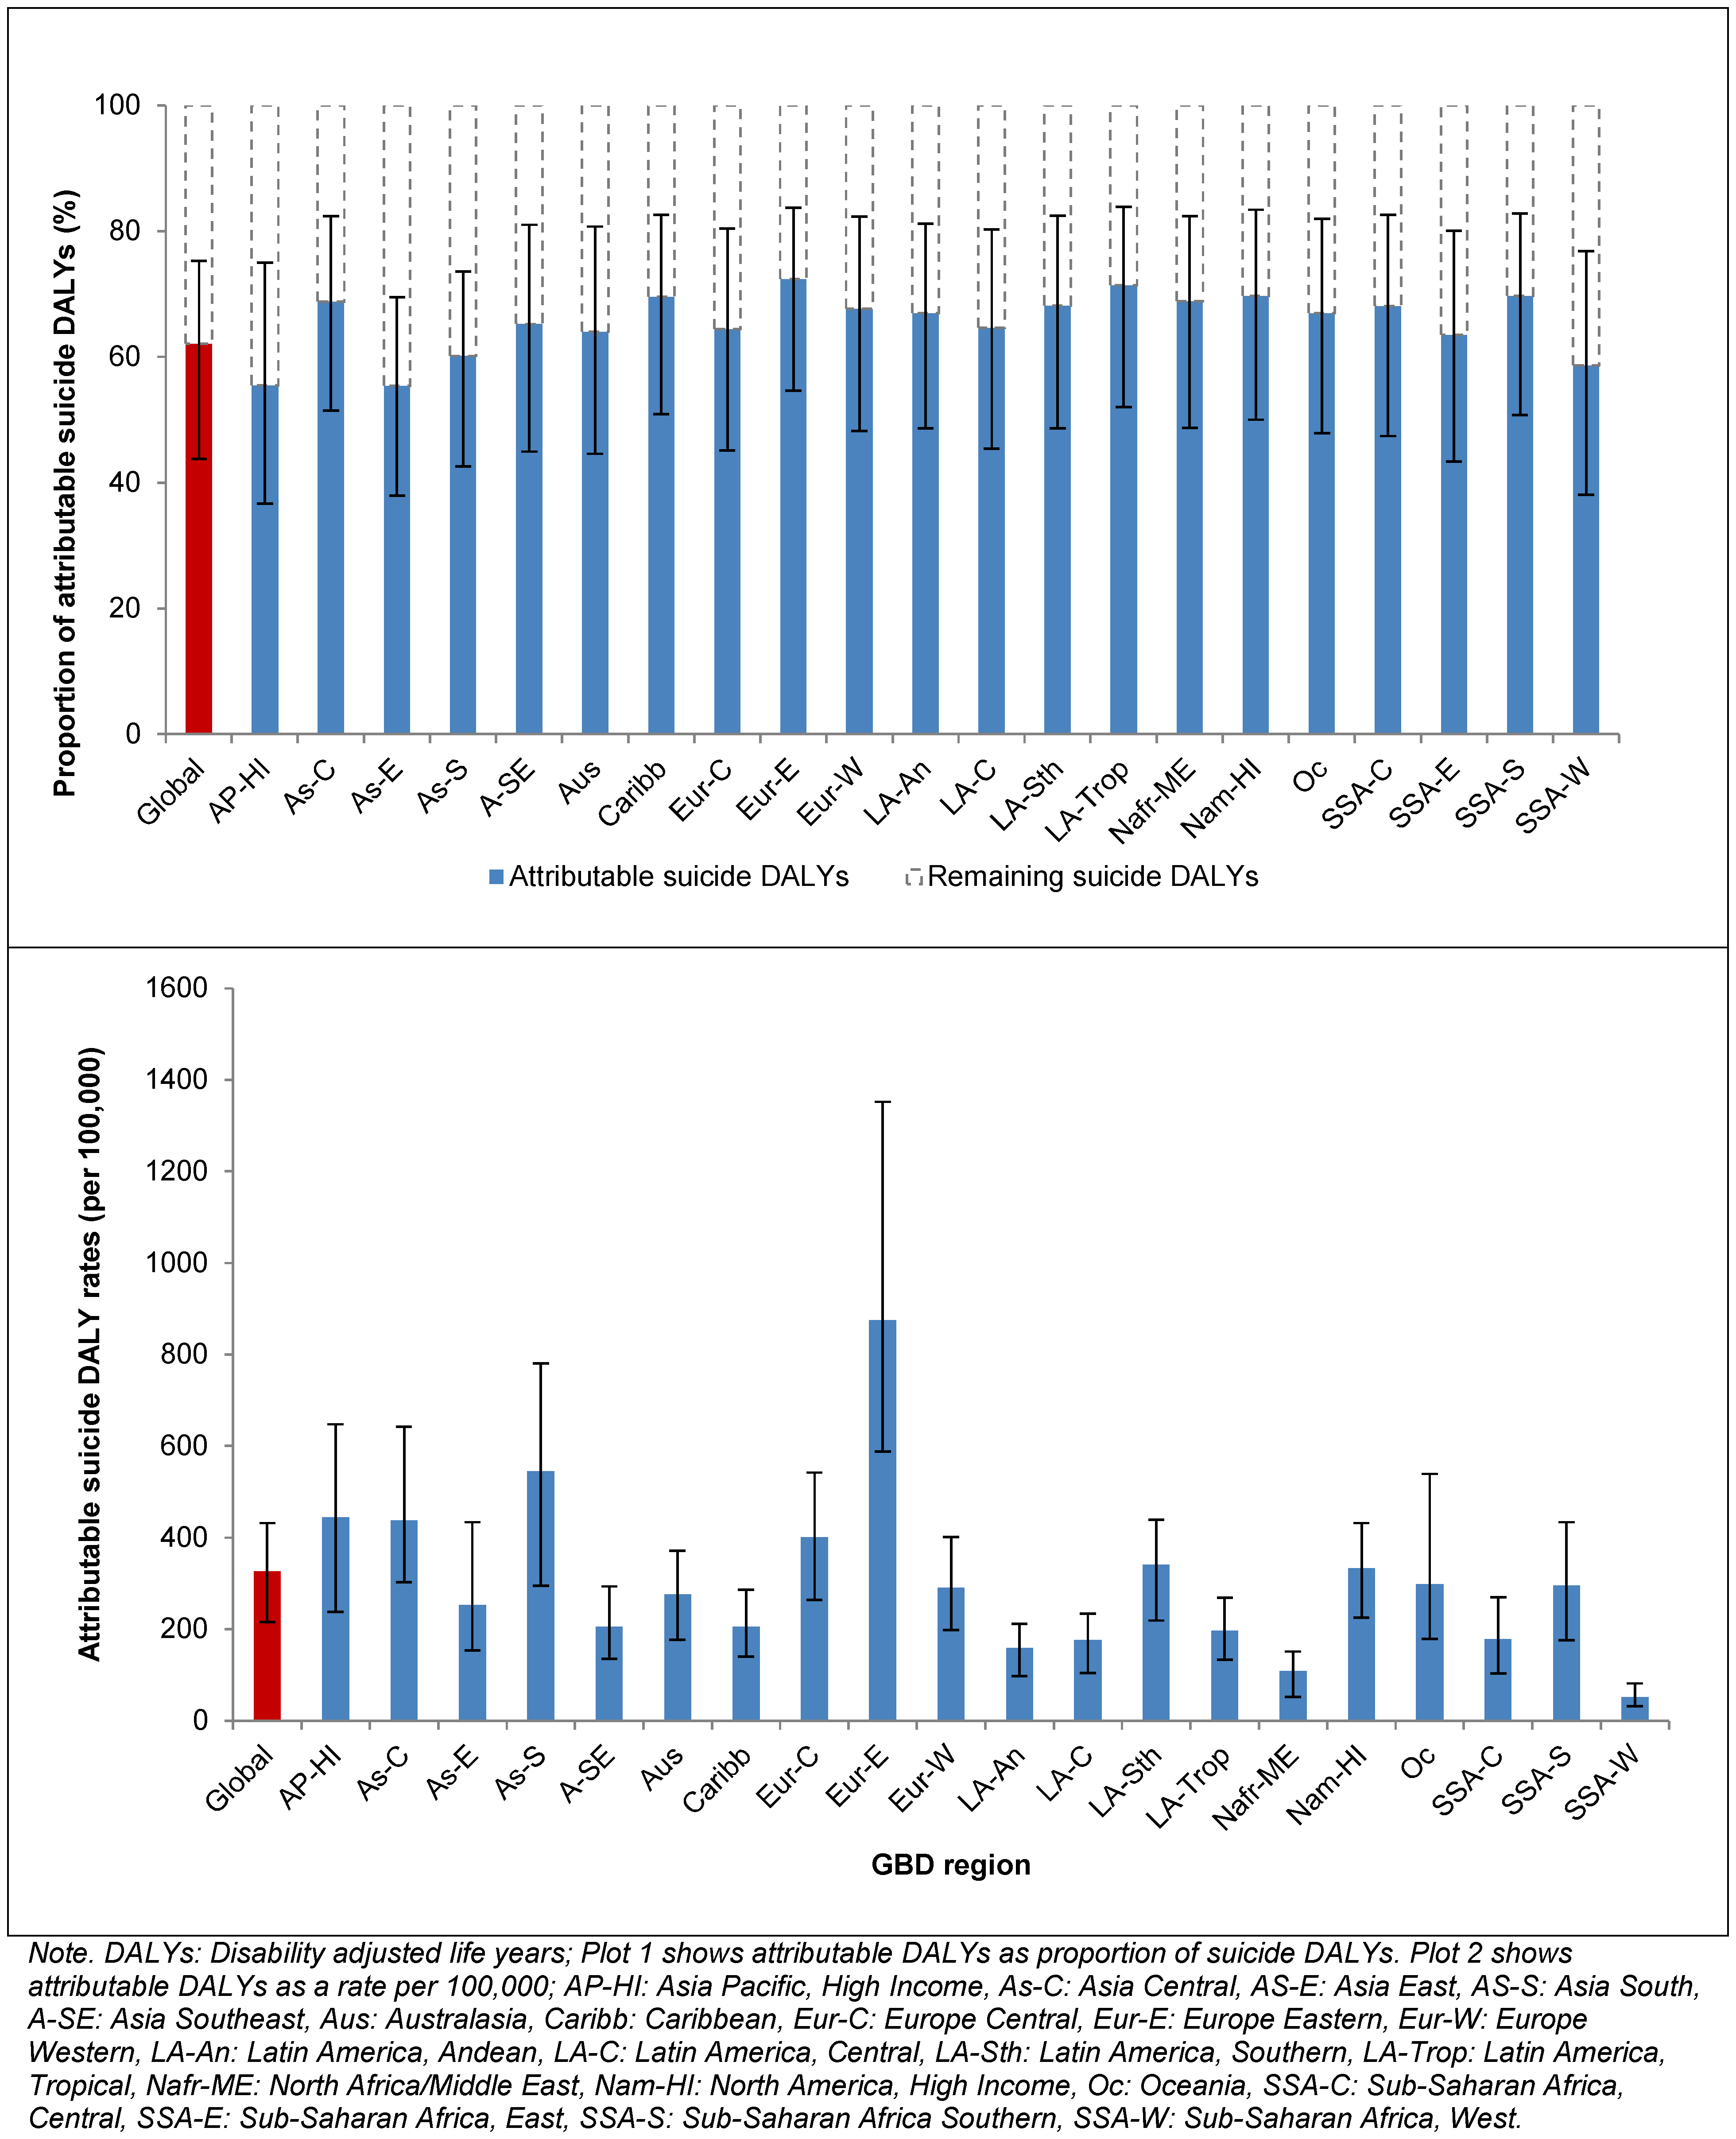 100
80
60
40
20
0
Proportion of attributable suicide DALYs (%)
Global
AP-HI
As-C
As-E
As-S
A-SE
Aus
Caribb
Eur-C
Eur-E
Eur-W
LA-An
LA-C
LA-Sth
LA-Trop
Nafr-ME
Nam-HI
Oc
SSA-C
SSA-E
SSA-S
SSA-W
Attributable suicide DALYs
Remaining suicide DALYs
1600
1400
1200
1000
800
600
400
200
0
Attributable suicide DALY rates (per 100,000)
Global
AP-HI
As-C
As-E
As-S
A-SE
Aus
Caribb
Eur-C
Eur-E
Eur-W
LA-An
LA-C
LA-Sth
LA-Trop
Nafr-ME
Nam-HI
Oc
SSA-C
SSA-S
SSA-W
GBD region
Note. DALYs: Disability adjusted life years; Plot 1 shows attributable DALYs as proportion of suicide DALYs. Plot 2 shows
attributable DALYs as a rate per 100,000; AP-HI: Asia Pacific, High Income, As-C: Asia Central, AS-E: Asia East, AS-S: Asia South,
A-SE: Asia Southeast, Aus: Australasia, Caribb: Caribbean, Eur-C: Europe Central, Eur-E: Europe Eastern, Eur-W: Europe
Western, LA-An: Latin America, Andean, LA-C: Latin America, Central, LA-Sth: Latin America, Southern, LA-Trop: Latin America,
Tropical, Nafr-ME: North Africa/Middle East, Nam-HI: North America, High Income, Oc: Oceania, SSA-C: Sub-Saharan Africa,
Central, SSA-E: Sub-Saharan Africa, East, SSA-S: Sub-Saharan Africa Southern, SSA-W: Sub-Saharan Africa, West.